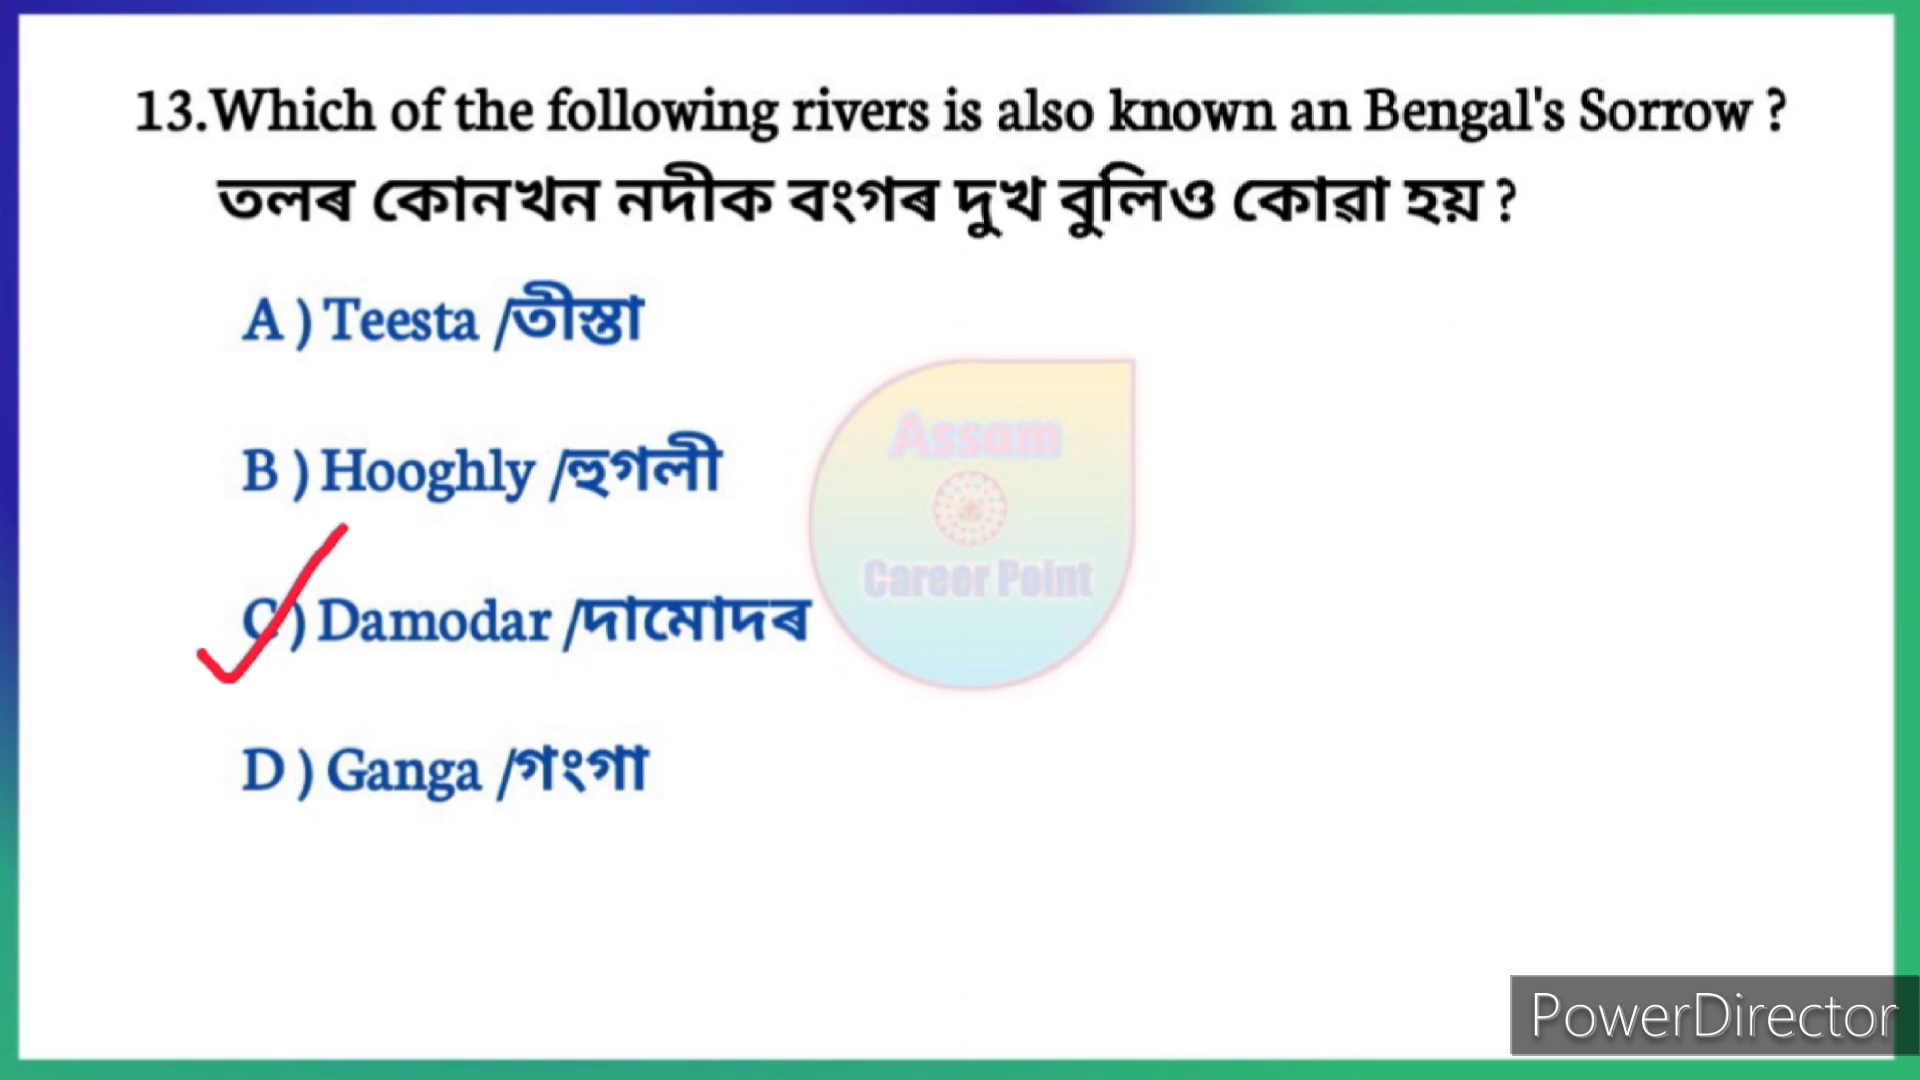 13.Which of the following rivers is also known an Bengal's Sorrow ?
তলৰ কোনখন নদীক বংগৰ দুখ বুলিও কোৱা হয় ?
A ) Teesta /তীস্তা
B ) Hooghly /হুগলী
C ) Damodar /দামোদৰ
D ) Ganga /গংগা
Assam
Career Point
PowerDirector